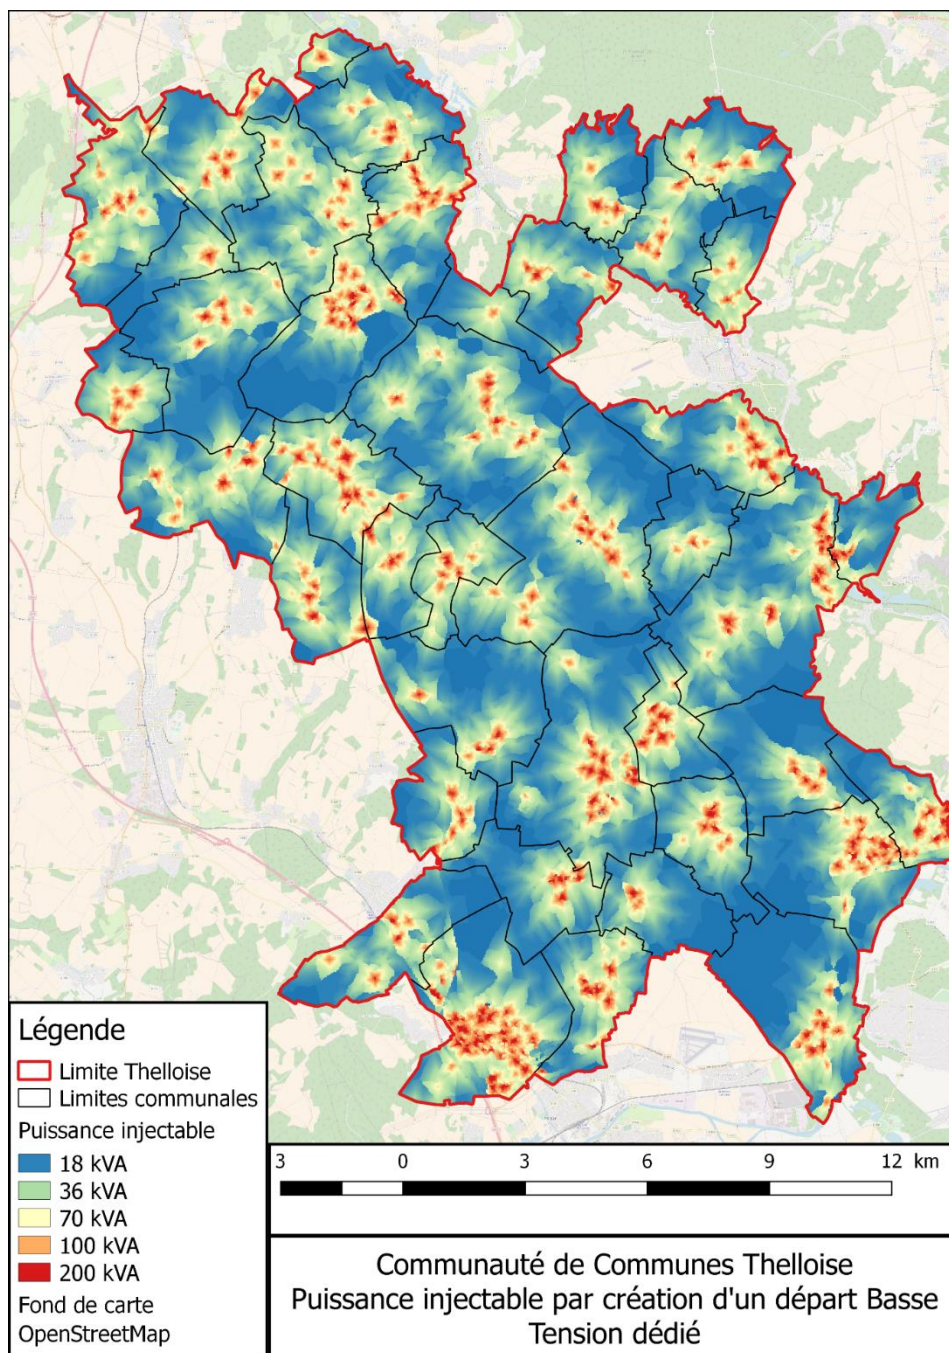 Légende
Limite Thelloise
Limites communales
Puissance injectable
18 kVA
36 kVA
70 kVA
100 kVA
200 kVA
Fond de carte
OpenStreetMap
3 0 3 6 9 12 km
Communauté de Communes Thelloise
Puissance injectable par création d'un départ Basse
Tension dédié